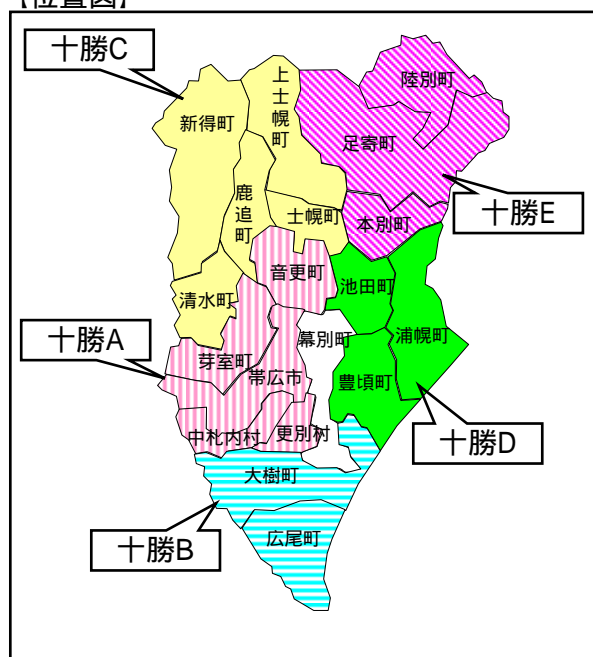 【位置図】
十勝C
上士幌町
陸別町
新得町
足寄町
鹿追町
士幌町
本別町
十勝E
音更町
池田町
清水町
幕別町
浦幌町
十勝A
芽室町
帯広市
豊頃町
中札内村
更別村
十勝D
大樹町
十勝B
広尾町